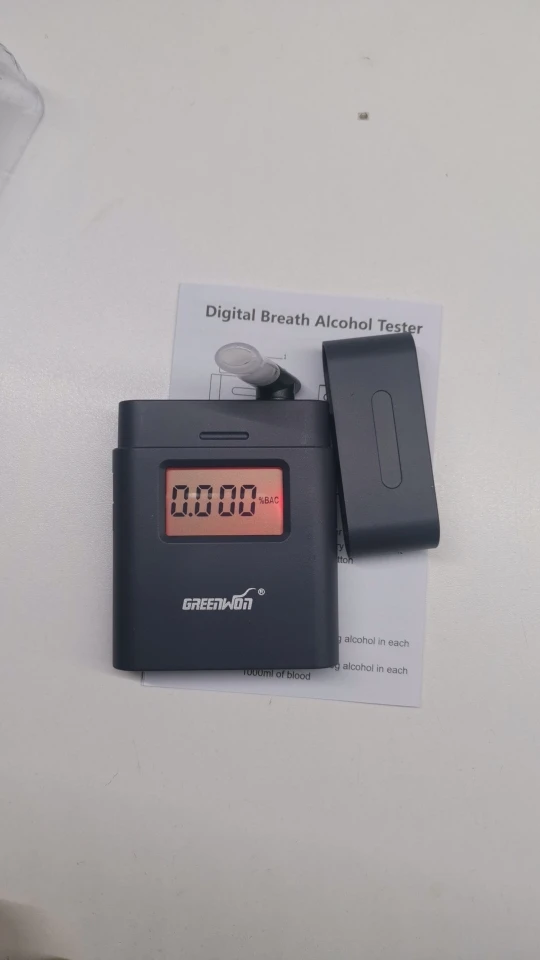 Digital Breath Alcohol Tester
0.000 %BAC
GREENWON®
g alcohol in each
g alcohol in each
1000ml of blood